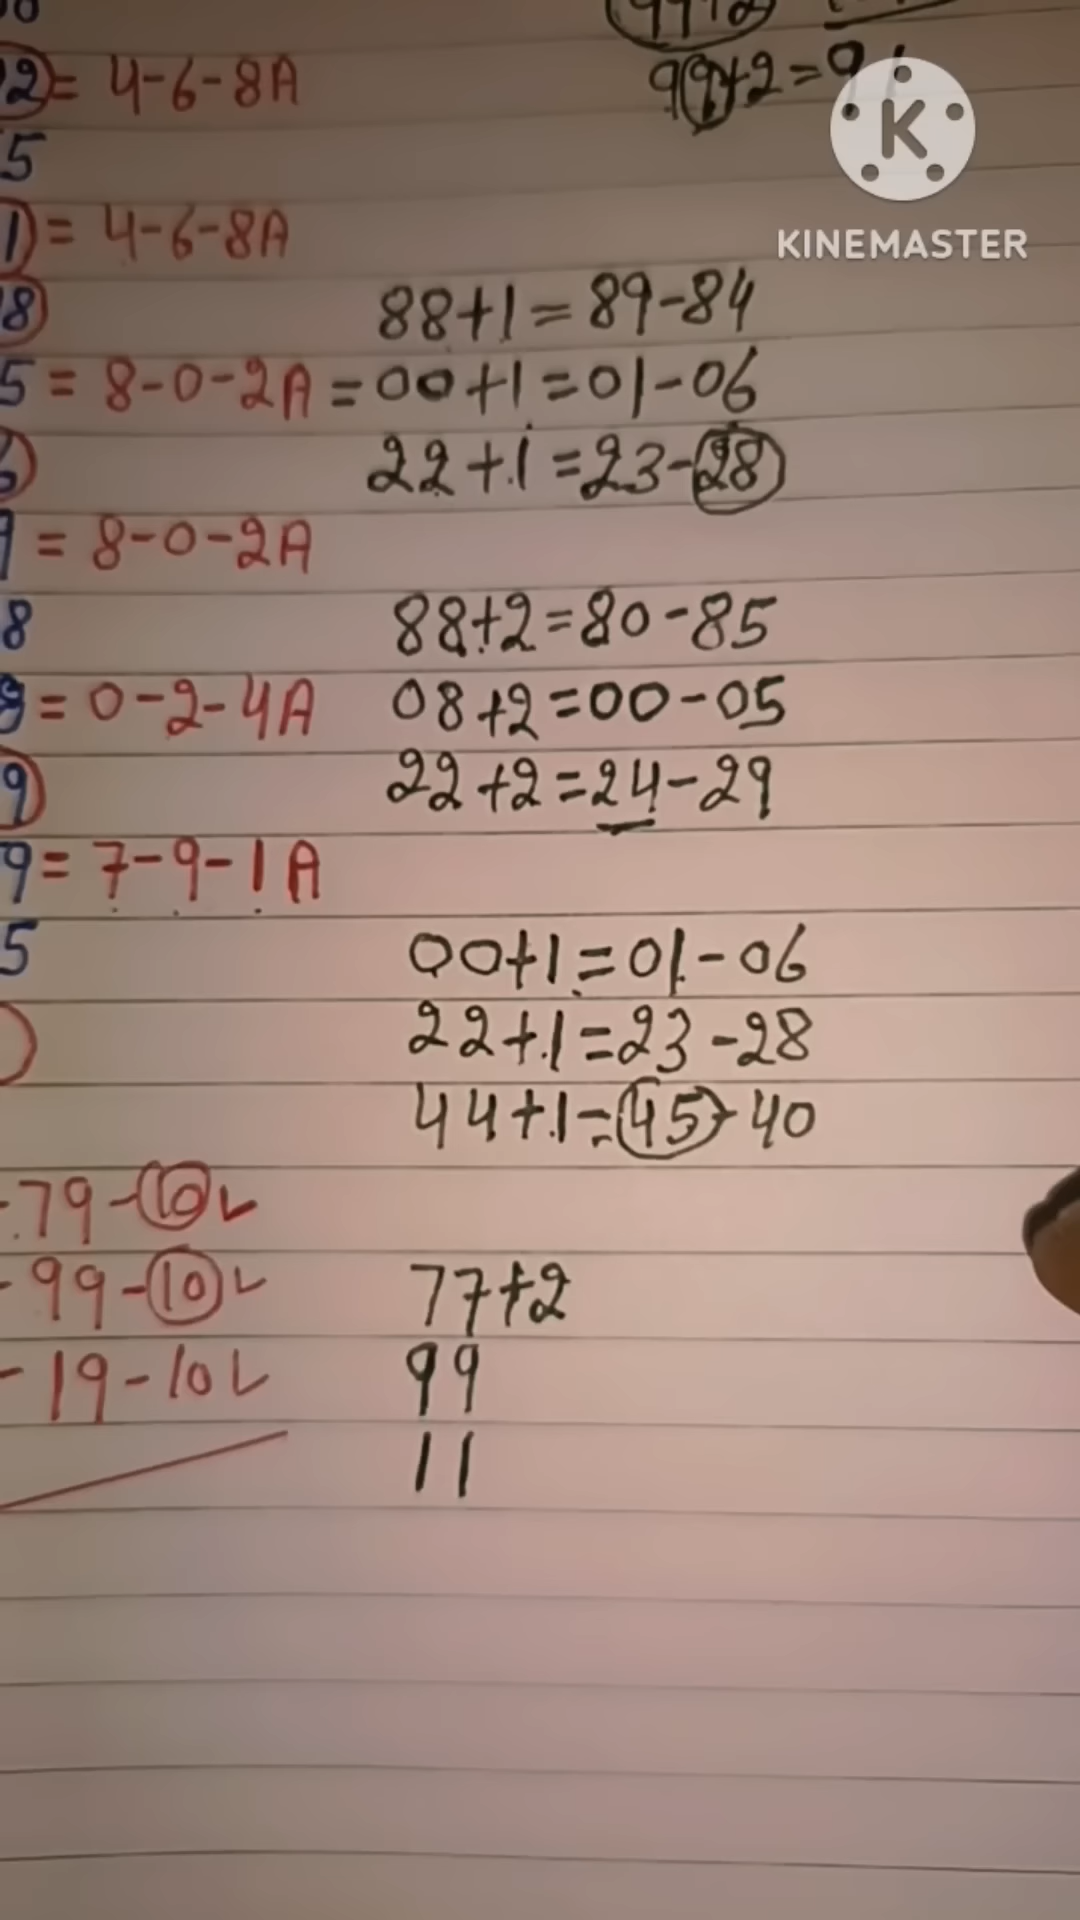 2 = 4-6-8A
99+2=9
K
5
KINEMASTER
1 = 4-6-8A
8 88+1=89-84
5 = 8-0-2A = 00+1=01-06
22+1=23-28
9 = 8-0-2A
8 88+2=80-85
8 = 0-2-4A 08+2=00-05
9 22+2=24-29
9 = 7-9-1A
5 00+1=01-06
22+1=23-28
44+1=45-40
-79-10✓
-99-10✓ 77+2
-19-10✓ 99
11